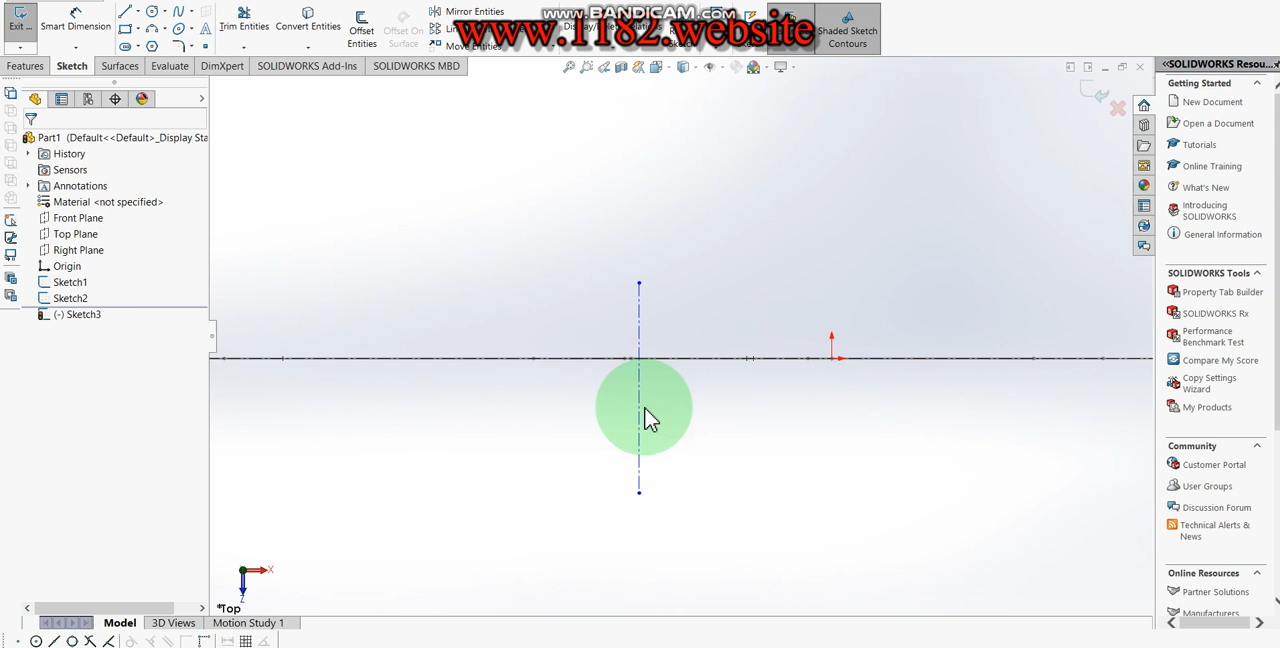 www.BANDICAM.com
www.1182.website
Exit ...
Smart Dimension
Trim Entities
Convert Entities
Offset
Entities
Offset On
Surface
Mirror Entities
Move Entities
Shaded Sketch
Contours
Features
Sketch
Surfaces
Evaluate
DimXpert
SOLIDWORKS Add-Ins
SOLIDWORKS MBD
Part1 (Default<<Default>_Display Sta
History
Sensors
Annotations
Material <not specified>
Front Plane
Top Plane
Right Plane
Origin
Sketch1
Sketch2
(-) Sketch3
X
Z
*Top
Model
3D Views
Motion Study 1
SOLIDWORKS Resou...
Getting Started
New Document
Open a Document
Tutorials
Online Training
What's New
Introducing
SOLIDWORKS
General Information
SOLIDWORKS Tools
Property Tab Builder
SOLIDWORKS Rx
Performance
Benchmark Test
Compare My Score
Copy Settings
Wizard
My Products
Community
Customer Portal
User Groups
Discussion Forum
Technical Alerts &
News
Online Resources
Partner Solutions
Manufacturers